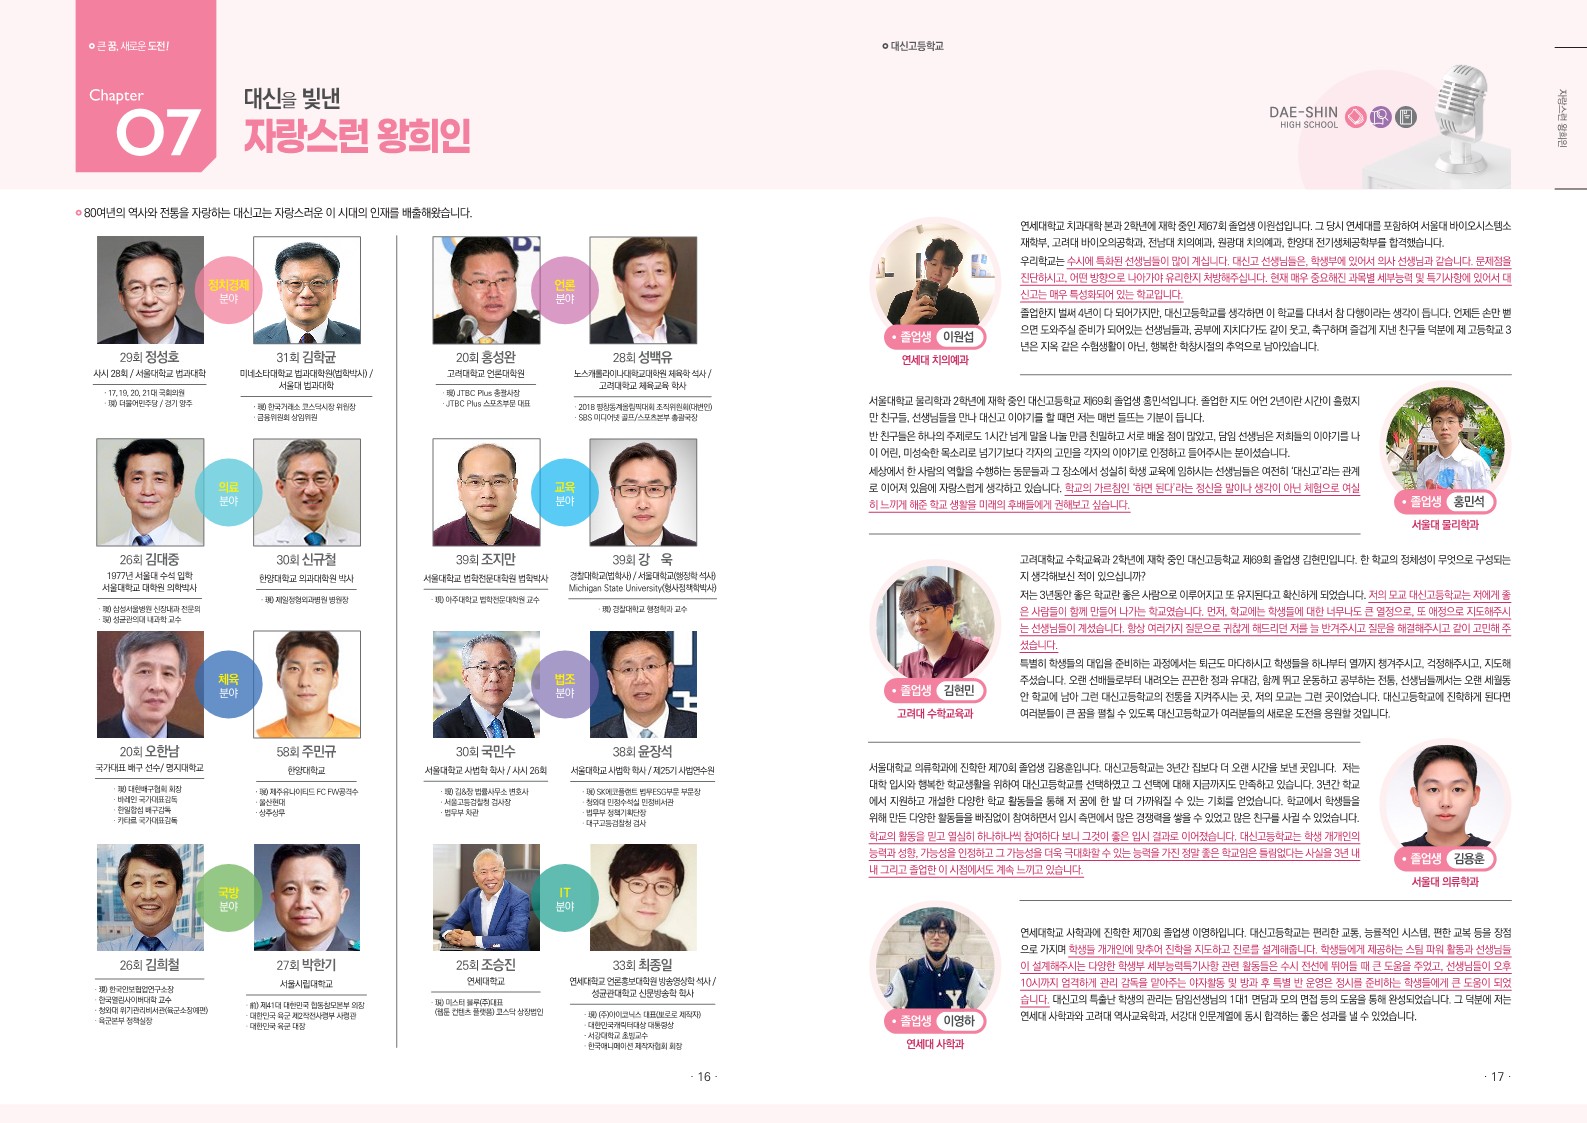 큰 꿈, 새로운 도전!
Chapter
07
대신을 빛낸
자랑스런 왕희인
80여년의 역사와 전통을 자랑하는 대신고는 자랑스러운 이 시대의 인재를 배출해왔습니다.
정치경제
분야
29회 정성호
사시 28회 / 서울대학교 법과대학
· 17, 19, 20, 21대 국회의원
· 現) 더불어민주당 / 경기 양주
31회 김학균
미네소타대학교 법과대학원(법학박사) /
서울대 법과대학
· 現) 한국거래소 코스닥시장 위원장
· 금융위원회 상임위원
언론
분야
20회 홍성완
고려대학교 언론대학원
· 現) JTBC Plus 총괄사장
· JTBC Plus 스포츠부문 대표
28회 성백유
노스캐롤라이나대학교대학원 체육학 석사 /
고려대학교 체육교육 학사
· 2018 평창동계올림픽대회 조직위원회(대변인)
· SBS 미디어넷 골프/스포츠본부 총괄국장
의료
분야
26회 김대중
1977년 서울대 수석 입학
서울대학교 대학원 의학박사
· 現) 삼성서울병원 신장내과 전문의
· 現) 성균관의대 내과학 교수
30회 신규철
한양대학교 의과대학원 박사
· 現) 제일정형외과병원 병원장
교육
분야
39회 조지만
서울대학교 법학전문대학원 법학박사
· 現) 아주대학교 법학전문대학원 교수
39회 강 욱
경찰대학교(법학사) / 서울대학교(행정학 석사)
Michigan State University(형사정책학박사)
· 現) 경찰대학교 행정학과 교수
체육
분야
20회 오한남
국가대표 배구 선수/ 명지대학교
· 現) 대한배구협회 회장
· 바레인 국가대표감독
· 한일합섬 배구감독
· 카타르 국가대표감독
58회 주민규
한양대학교
· 現) 제주유나이티드 FC FW공격수
· 울산현대
· 상주상무
법조
분야
30회 국민수
서울대학교 사법학 학사 / 사시 26회
· 現) 김&장 법률사무소 변호사
· 서울고등검찰청 검사장
· 법무부 차관
38회 윤장석
서울대학교 사법학 학사 / 제25기 사법연수원
· 現) SK에코플랜트 법무ESG부문 부문장
· 청와대 민정수석실 민정비서관
· 법무부 정책기획단장
· 대구고등검찰청 검사
국방
분야
26회 김희철
· 現) 한국안보협업연구소장
· 한국열린사이버대학 교수
· 청와대 위기관리비서관(육군소장예편)
· 육군본부 정책실장
27회 박한기
서울시립대학교
· 前) 제41대 대한민국 합동참모본부 의장
· 대한민국 육군 제2작전사령부 사령관
· 대한민국 육군 대장
IT
분야
25회 조승진
연세대학교
· 現) 미스터 블루(주)대표
(웹툰 컨텐츠 플랫폼) 코스닥 상장법인
33회 최종일
연세대학교 언론홍보대학원 방송영상학 석사 /
성균관대학교 신문방송학 학사
· 現) (주)아이코닉스 대표(뽀로로 제작자)
· 대한민국캐릭터대상 대통령상
· 서강대학교 초빙교수
· 한국애니메이션 제작자협회 회장
· 16 ·
대신고등학교
DAE-SHIN
HIGH SCHOOL
자랑스런 왕희인
연세대학교 치과대학 본과 2학년에 재학 중인 제67회 졸업생 이원섭입니다. 그 당시 연세대를 포함하여 서울대 바이오시스템소
재학부, 고려대 바이오의공학과, 전남대 치의예과, 원광대 치의예과, 한양대 전기생체공학부를 합격했습니다.
우리학교는 수시에 특화된 선생님들이 많이 계십니다. 대신고 선생님들은, 학생부에 있어서 의사 선생님과 같습니다. 문제점을
진단하시고, 어떤 방향으로 나아가야 유리한지 처방해주십니다. 현재 매우 중요해진 과목별 세부능력 및 특기사항에 있어서 대
신고는 매우 특성화되어 있는 학교입니다.
졸업한지 벌써 4년이 다 되어가지만, 대신고등학교를 생각하면 이 학교를 다녀서 참 다행이라는 생각이 듭니다. 언제든 손만 뻗
으면 도와주실 준비가 되어있는 선생님들과, 공부에 지치다가도 같이 웃고, 축구하며 즐겁게 지낸 친구들 덕분에 제 고등학교 3
년은 지옥 같은 수험생활이 아닌, 행복한 학창시절의 추억으로 남아있습니다.
• 졸업생 이원섭
연세대 치의예과
서울대학교 물리학과 2학년에 재학 중인 대신고등학교 제69회 졸업생 홍민석입니다. 졸업한 지도 어언 2년이란 시간이 흘렀지
만 친구들, 선생님들을 만나 대신고 이야기를 할 때면 저는 매번 들뜨는 기분이 듭니다.
반 친구들은 하나의 주제로도 1시간 넘게 말을 나눌 만큼 친밀하고 서로 배울 점이 많았고, 담임 선생님은 저희들의 이야기를 나
이 어린, 미성숙한 목소리로 넘기기보다 각자의 고민을 각자의 이야기로 인정하고 들어주시는 분이셨습니다.
세상에서 한 사람의 역할을 수행하는 동문들과 그 장소에서 성실히 학생 교육에 임하시는 선생님들은 여전히 ‘대신고’라는 관계
로 이어져 있음에 자랑스럽게 생각하고 있습니다. 학교의 가르침인 ‘하면 된다’라는 정신을 말이나 생각이 아닌 체험으로 여실
히 느끼게 해준 학교 생활을 미래의 후배들에게 권해보고 싶습니다.
• 졸업생 홍민석
서울대 물리학과
고려대학교 수학교육과 2학년에 재학 중인 대신고등학교 제69회 졸업생 김현민입니다. 한 학교의 정체성이 무엇으로 구성되는
지 생각해보신 적이 있으십니까?
저는 3년동안 좋은 학교란 좋은 사람으로 이루어지고 또 유지된다고 확신하게 되었습니다. 저의 모교 대신고등학교는 저에게 좋
은 사람들이 함께 만들어 나가는 학교였습니다. 먼저, 학교에는 학생들에 대한 너무나도 큰 열정으로, 또 애정으로 지도해주시
는 선생님들이 계셨습니다. 항상 여러가지 질문으로 귀찮게 해드리던 저를 늘 반겨주시고 질문을 해결해주시고 같이 고민해 주
셨습니다.
특별히 학생들의 대입을 준비하는 과정에서는 퇴근도 마다하시고 학생들을 하나부터 열까지 챙겨주시고, 걱정해주시고, 지도해
주셨습니다. 오랜 선배들로부터 내려오는 끈끈한 정과 유대감, 함께 뛰고 운동하고 공부하는 전통, 선생님들께서는 오랜 세월동
안 학교에 남아 그런 대신고등학교의 전통을 지켜주시는 곳, 저의 모교는 그런 곳이었습니다. 대신고등학교에 진학하게 된다면
여러분들이 큰 꿈을 펼칠 수 있도록 대신고등학교가 여러분들의 새로운 도전을 응원할 것입니다.
• 졸업생 김현민
고려대 수학교육과
서울대학교 의류학과에 진학한 제70회 졸업생 김용훈입니다. 대신고등학교는 3년간 집보다 더 오랜 시간을 보낸 곳입니다. 저는
대학 입시와 행복한 학교생활을 위하여 대신고등학교를 선택하였고 그 선택에 대해 지금까지도 만족하고 있습니다. 3년간 학교
에서 지원하고 개설한 다양한 학교 활동들을 통해 저 꿈에 한 발 더 가까워질 수 있는 기회를 얻었습니다. 학교에서 학생들을
위해 만든 다양한 활동들을 빠짐없이 참여하면서 입시 측면에서 많은 경쟁력을 쌓을 수 있었고 많은 친구를 사귈 수 있었습니다.
학교의 활동을 믿고 열심히 하나하나씩 참여하다 보니 그것이 좋은 입시 결과로 이어졌습니다. 대신고등학교는 학생 개개인의
능력과 성향, 가능성을 인정하고 그 가능성을 더욱 극대화할 수 있는 능력을 가진 정말 좋은 학교임은 틀림없다는 사실을 3년 내
내 그리고 졸업한 이 시점에서도 계속 느끼고 있습니다.
• 졸업생 김용훈
서울대 의류학과
연세대학교 사학과에 진학한 제70회 졸업생 이영하입니다. 대신고등학교는 편리한 교통, 능률적인 시스템, 편한 교복 등을 장점
으로 가지며 학생들 개개인에 맞추어 진학을 지도하고 진로를 설계해줍니다. 학생들에게 제공하는 스팀 파워 활동과 선생님들
이 설계해주시는 다양한 학생부 세부능력특기사항 관련 활동들은 수시 전선에 뛰어들 때 큰 도움을 주었고, 선생님들이 오후
10시까지 엄격하게 관리 감독을 맡아주는 야자활동 및 방과 후 특별 반 운영은 정시를 준비하는 학생들에게 큰 도움이 되었
습니다. 대신고의 특출난 학생의 관리는 담임선생님의 1대1 면담과 모의 면접 등의 도움을 통해 완성되었습니다. 그 덕분에 저는
연세대 사학과와 고려대 역사교육학과, 서강대 인문계열에 동시 합격하는 좋은 성과를 낼 수 있었습니다.
• 졸업생 이영하
연세대 사학과
· 17 ·